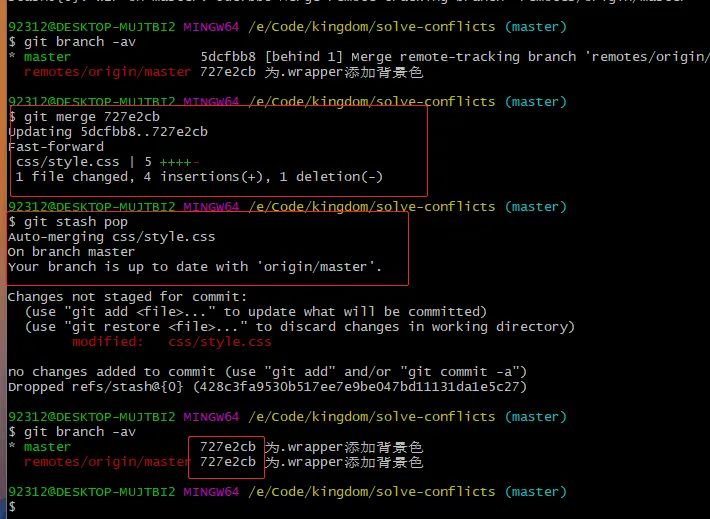 92312@DESKTOP-MUJTBI2 MINGW64 /e/Code/kingdom/solve-conflicts (master)
$ git branch -av
* master 5dcfbb8 [behind 1] Merge remote-tracking branch 'remotes/origin/
remotes/origin/master 727e2cb 为.wrapper添加背景色
92312@DESKTOP-MUJTBI2 MINGW64 /e/Code/kingdom/solve-conflicts (master)
$ git merge 727e2cb
Updating 5dcfbb8..727e2cb
Fast-forward
css/style.css | 5 ++++-
1 file changed, 4 insertions(+), 1 deletion(-)
92312@DESKTOP-MUJTBI2 MINGW64 /e/Code/kingdom/solve-conflicts (master)
$ git stash pop
Auto-merging css/style.css
On branch master
Your branch is up to date with 'origin/master'.
Changes not staged for commit:
(use "git add <file>..." to update what will be committed)
(use "git restore <file>..." to discard changes in working directory)
modified: css/style.css
no changes added to commit (use "git add" and/or "git commit -a")
Dropped refs/stash@{0} (428c3fa9530b517ee7e9be047bd11131da1e5c27)
92312@DESKTOP-MUJTBI2 MINGW64 /e/Code/kingdom/solve-conflicts (master)
$ git branch -av
* master 727e2cb 为.wrapper添加背景色
remotes/origin/master 727e2cb 为.wrapper添加背景色
92312@DESKTOP-MUJTBI2 MINGW64 /e/Code/kingdom/solve-conflicts (master)
$